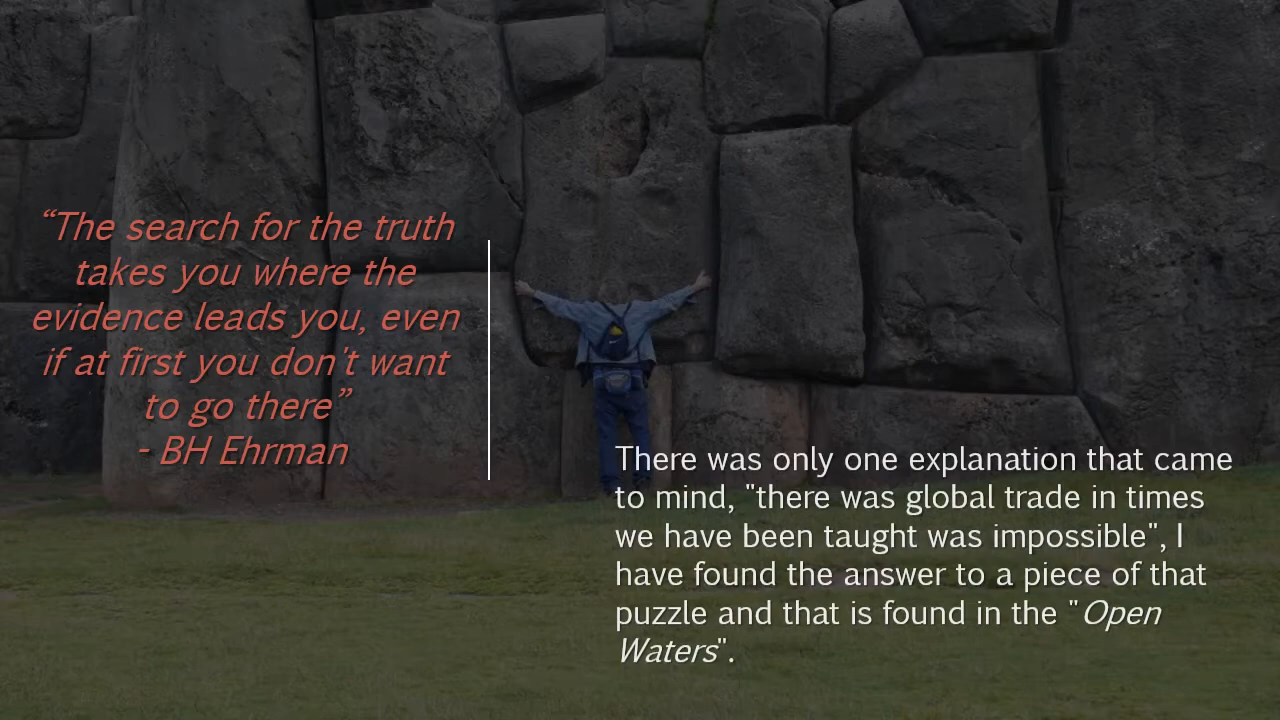 “The search for the truth
takes you where the
evidence leads you, even
if at first you don't want
to go there”
- BH Ehrman
There was only one explanation that came
to mind, "there was global trade in times
we have been taught was impossible", I
have found the answer to a piece of that
puzzle and that is found in the "Open
Waters".